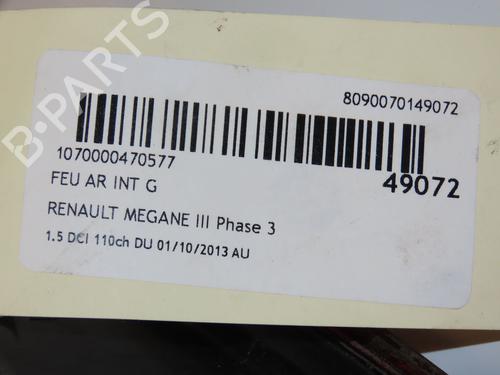 B-PARTS
8090070149072
1070000470577
49072
FEU AR INT G
RENAULT MEGANE III Phase 3
1.5 DCI 110ch DU 01/10/2013 AU